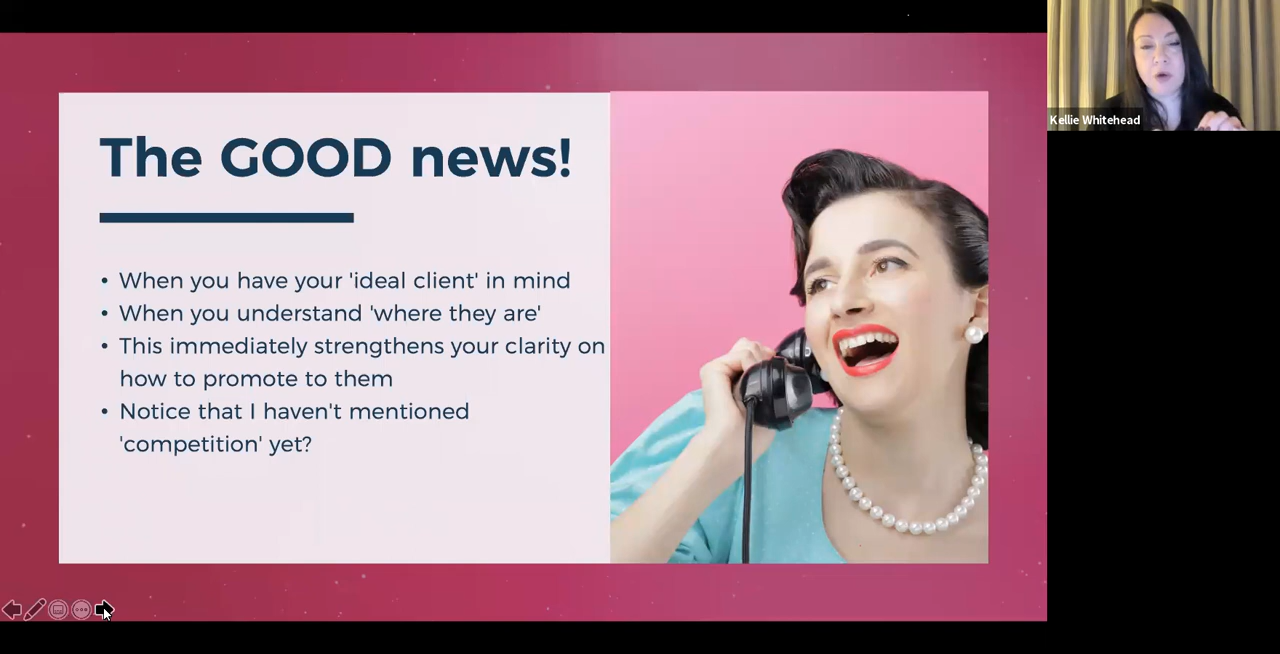 The GOOD news!
• When you have your 'ideal client' in mind
• When you understand 'where they are'
• This immediately strengthens your clarity on
how to promote to them
• Notice that I haven't mentioned
'competition' yet?
Kellie Whitehead